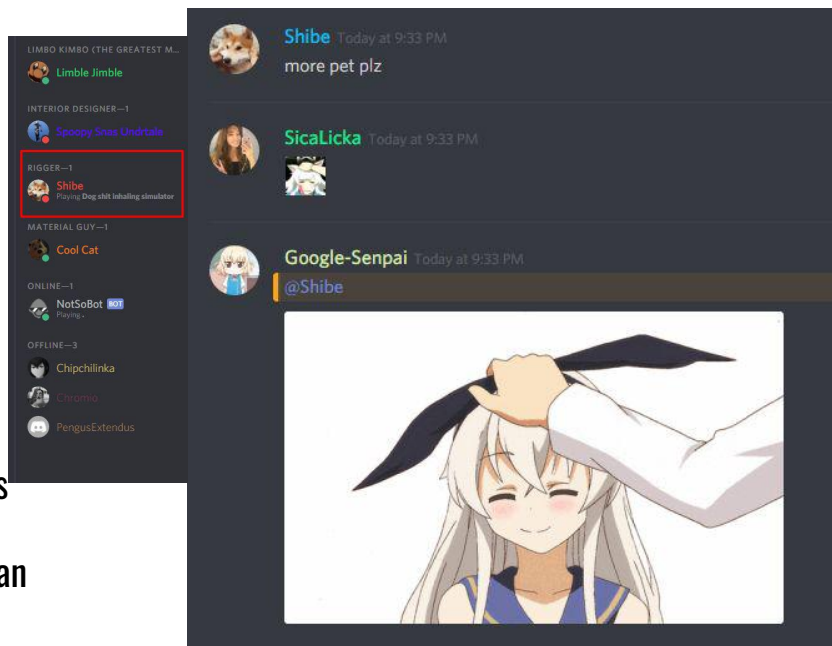 LIMBO KIMBO (THE GREATEST M...
Limble Jimble
INTERIOR DESIGNER—1
Spoopy Snas Undrtale
RIGGER—1
Shibe
Playing Dog shit inhaling simulator
MATERIAL GUY—1
Cool Cat
ONLINE—1
NotSoBot BOT
Playing .
OFFLINE—3
Chipchilinka
Chromio
PengusExtendus
s
an
Shibe Today at 9:33 PM
more pet plz
SicaLicka Today at 9:33 PM
Google-Senpai Today at 9:33 PM
@Shibe